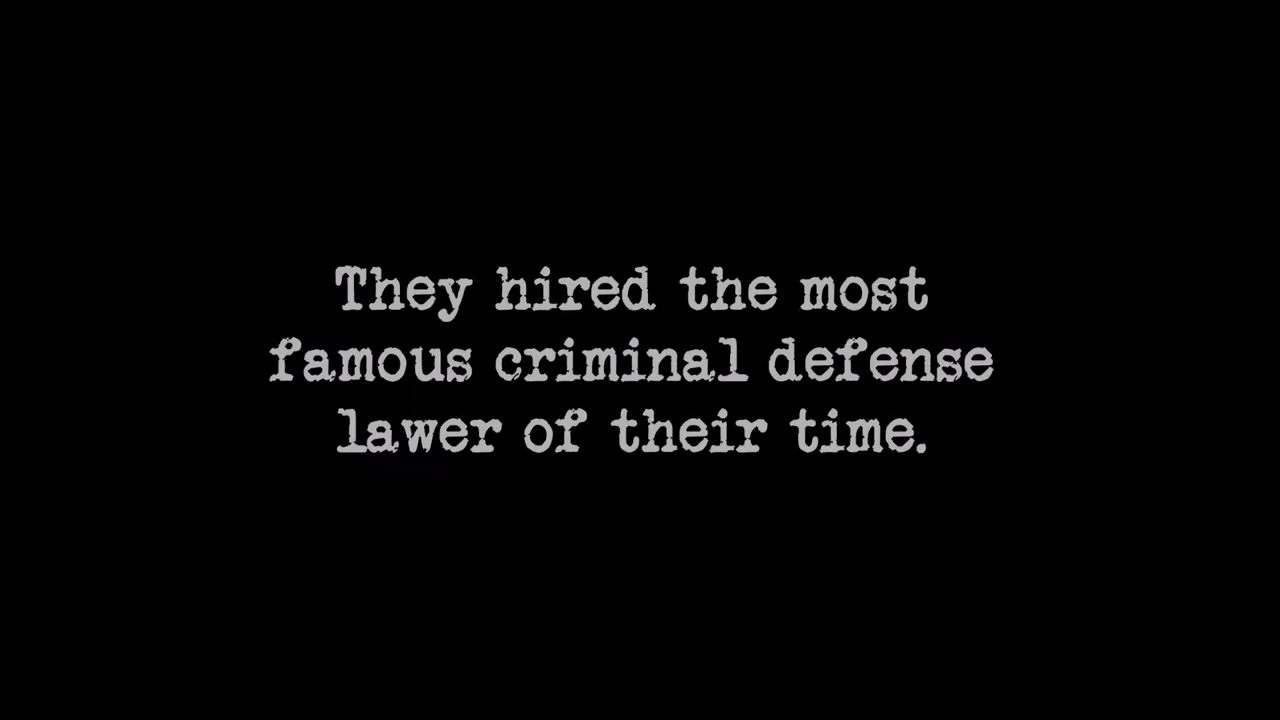 They hired the most
famous criminal defense
lawer of their time.